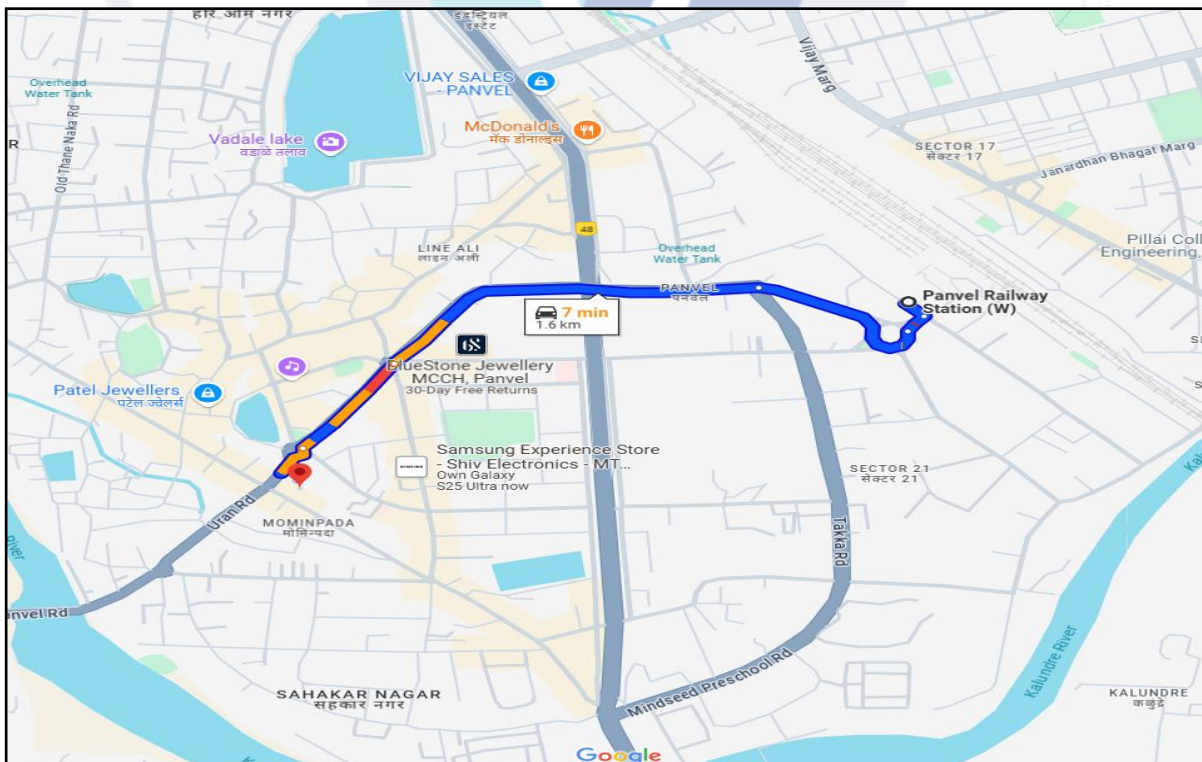 हरि ओम नगर
इंडस्ट्रियल
इस्टेट
Overhead
Water Tank
VIJAY SALES
- PANVEL
Vijay Marg
R
Old Thane Naka Rd
Vadale lake
वडाळे तलाव
McDonald's
मॅक डोनाल्ड्स
SECTOR 17
सेक्टर 17
Janardhan Bhagat Marg
48
LINE ALI
लाइन अली
Overhead
Water Tank
Pillai Coll
Engineering,
PANVEL
पनवेल
Panvel Railway
Station (W)
7 min
1.6 km
BlueStone Jewellery
MCCH, Panvel
30-Day Free Returns
Patel Jewellers
पटेल ज्वेलर्स
Samsung Experience Store
- Shiv Electronics - MT...
Own Galaxy
S25 Ultra now
SAMSUNG
SECTOR 21
सेक्टर 21
Uran Rd
MOMINPADA
मोमिनपदा
Takka Rd
River
onvel Rd
Mindseed Preschool Rd
Kalundre River
SAHAKAR NAGAR
सहकार नगर
KALUNDRE
कळुंद्रे
Google